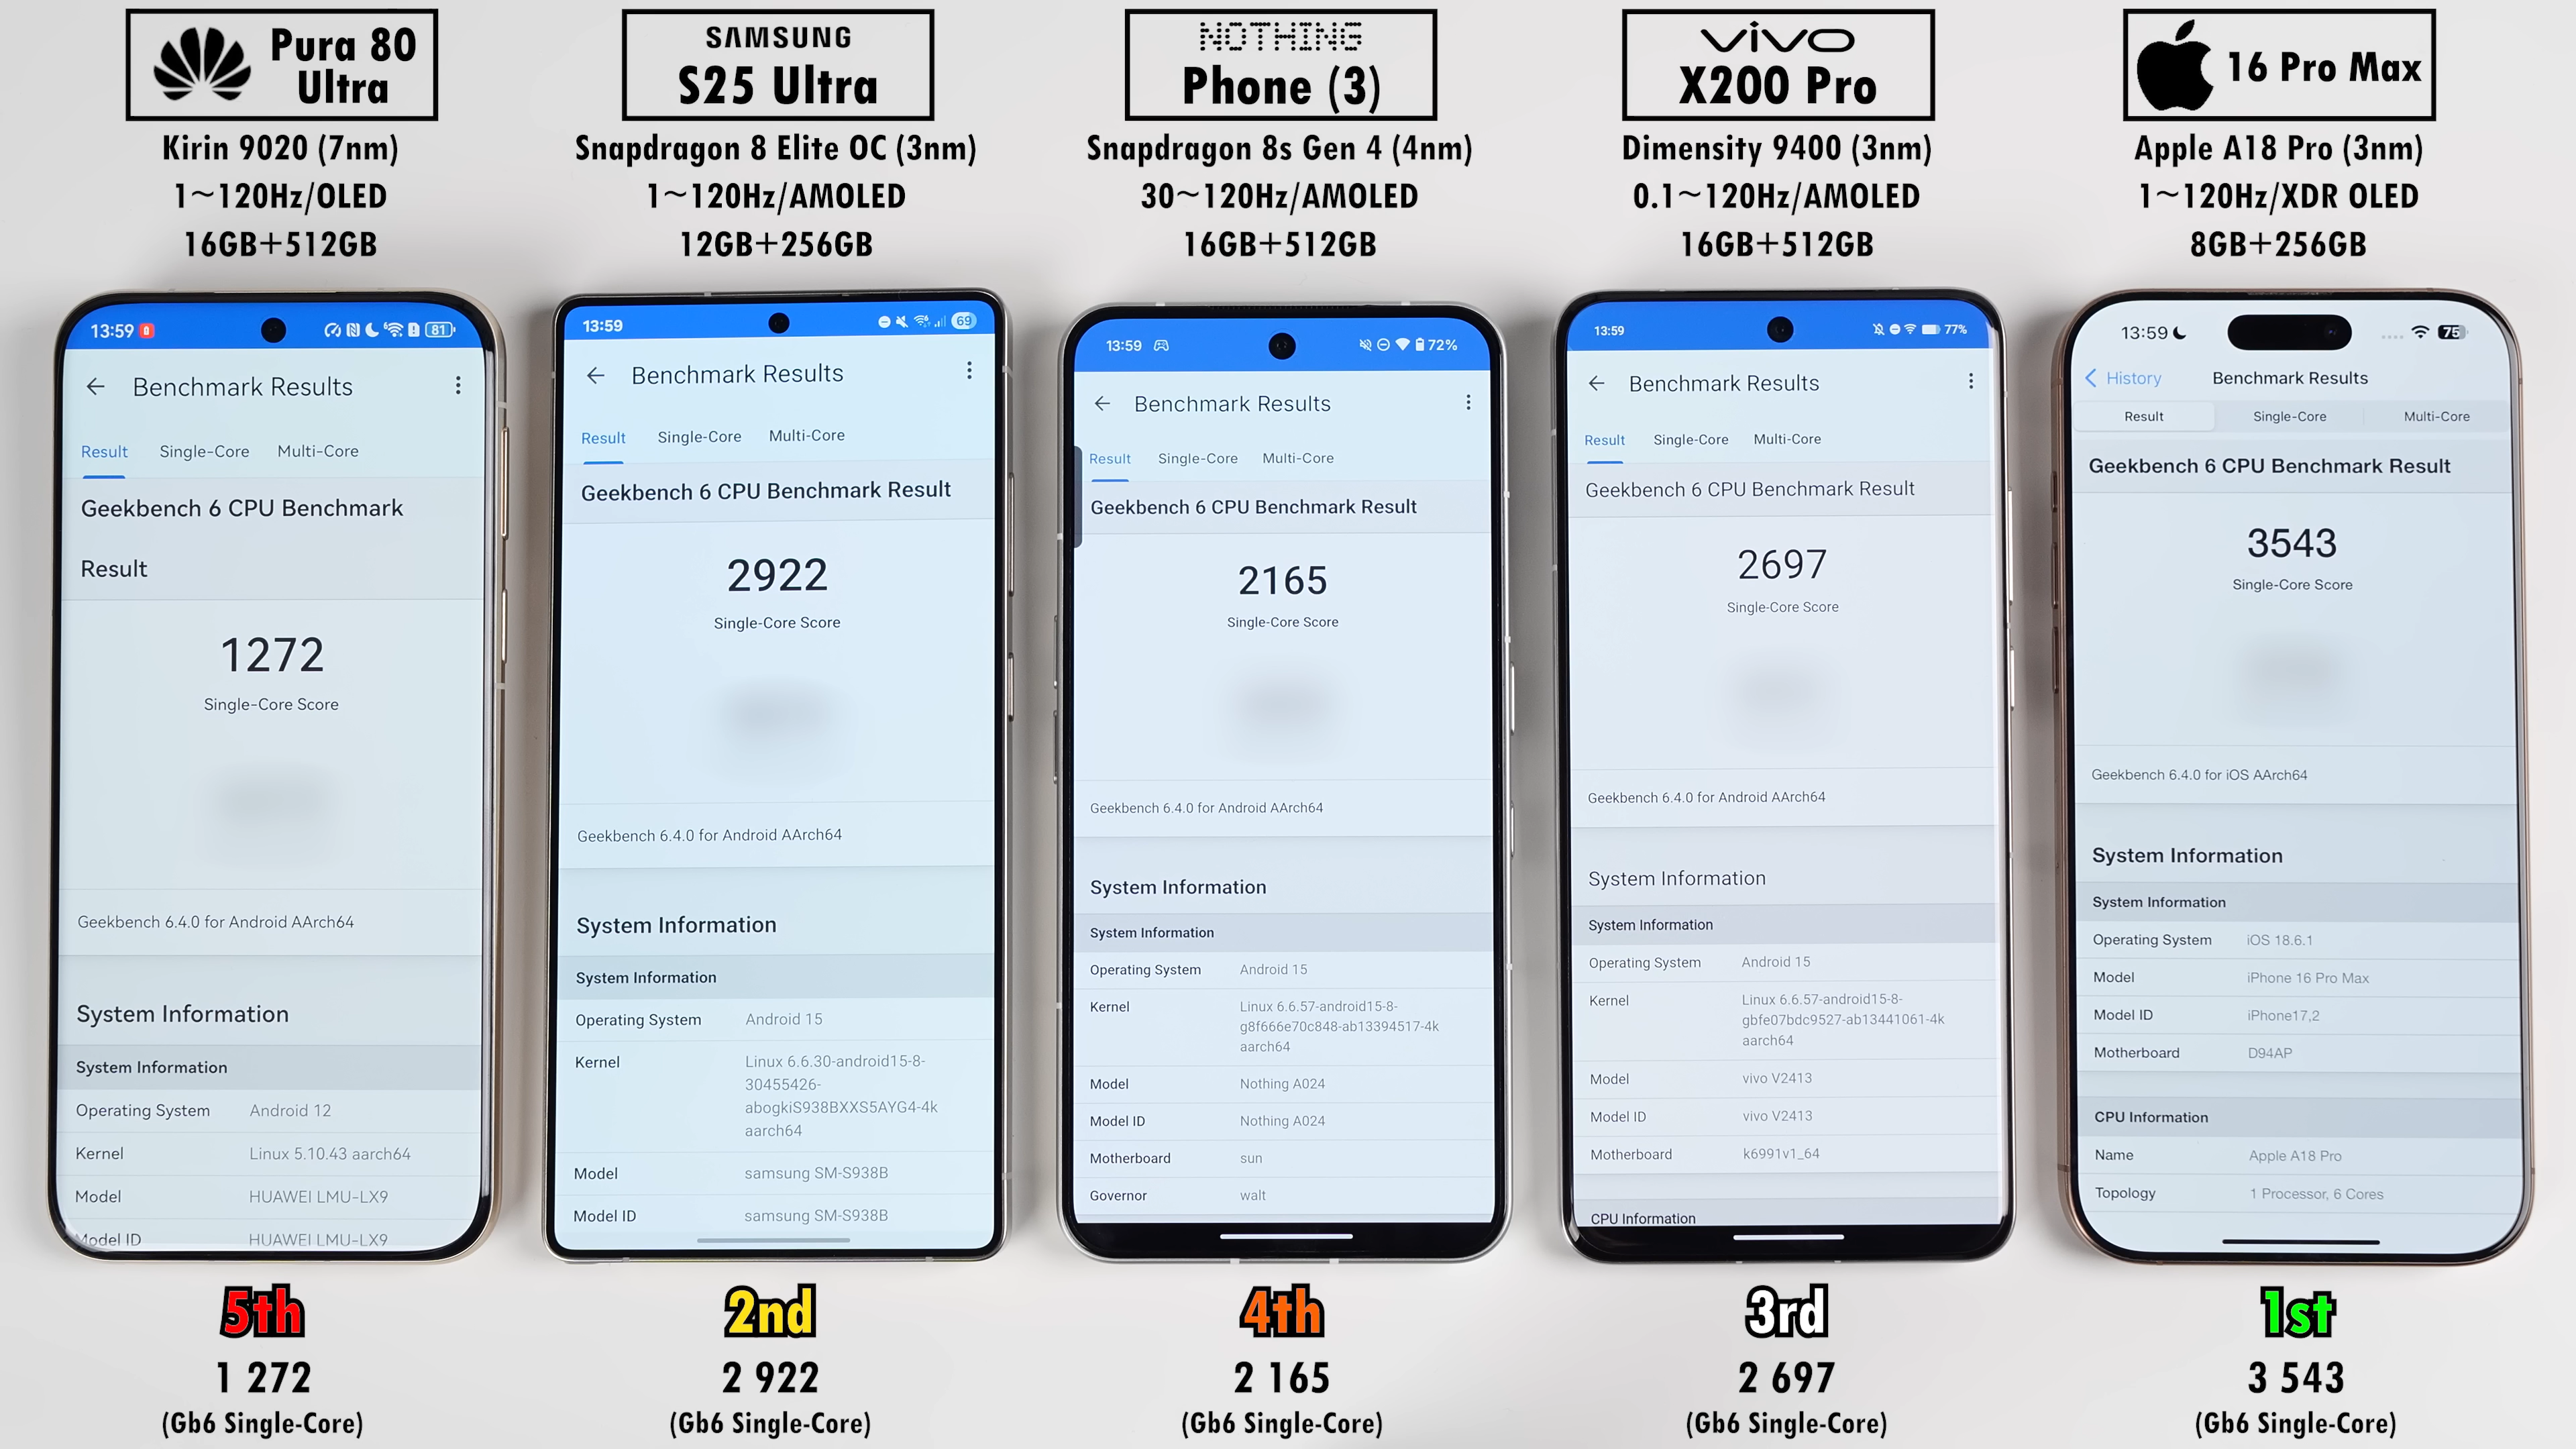 Pura 80
Ultra
Kirin 9020 (7nm)
1~120Hz/OLED
16GB+512GB
SAMSUNG
S25 Ultra
Snapdragon 8 Elite OC (3nm)
1~120Hz/AMOLED
12GB+256GB
NOTHING
Phone (3)
Snapdragon 8s Gen 4 (4nm)
30~120Hz/AMOLED
16GB+512GB
vivo
X200 Pro
Dimensity 9400 (3nm)
0.1~120Hz/AMOLED
16GB+512GB
16 Pro Max
Apple A18 Pro (3nm)
1~120Hz/XDR OLED
8GB+256GB
13:59 81
Benchmark Results
Result Single-Core Multi-Core
Geekbench 6 CPU Benchmark
Result
1272
Single-Core Score
Geekbench 6.4.0 for Android AArch64
System Information
System Information
Operating System Android 12
Kernel Linux 5.10.43 aarch64
Model HUAWEI LMU-LX9
Model ID HUAWEI LMU-LX9
13:59 69
Benchmark Results
Result Single-Core Multi-Core
Geekbench 6 CPU Benchmark Result
2922
Single-Core Score
Geekbench 6.4.0 for Android AArch64
System Information
System Information
Operating System Android 15
Kernel Linux 6.6.30-android15-8-
30455426-
abogkiS938BXXS5AYG4-4k
aarch64
Model samsung SM-S938B
Model ID samsung SM-S938B
13:59 72%
Benchmark Results
Result Single-Core Multi-Core
Geekbench 6 CPU Benchmark Result
2165
Single-Core Score
Geekbench 6.4.0 for Android AArch64
System Information
System Information
Operating System Android 15
Kernel Linux 6.6.57-android15-8-
g8f666e70c848-ab13394517-4k
aarch64
Model Nothing A024
Model ID Nothing A024
Motherboard sun
Governor walt
13:59 77%
Benchmark Results
Result Single-Core Multi-Core
Geekbench 6 CPU Benchmark Result
2697
Single-Core Score
Geekbench 6.4.0 for Android AArch64
System Information
System Information
Operating System Android 15
Kernel Linux 6.6.57-android15-8-
gbfe07bdc9527-ab13441061-4k
aarch64
Model vivo V2413
Model ID vivo V2413
Motherboard k6991v1_64
CPU Information
13:59 75
History Benchmark Results
Result Single-Core Multi-Core
Geekbench 6 CPU Benchmark Result
3543
Single-Core Score
Geekbench 6.4.0 for iOS AArch64
System Information
System Information
Operating System iOS 18.6.1
Model iPhone 16 Pro Max
Model ID iPhone17,2
Motherboard D94AP
CPU Information
Name Apple A18 Pro
Topology 1 Processor, 6 Cores
5th
1 272
(Gb6 Single-Core)
2nd
2 922
(Gb6 Single-Core)
4th
2 165
(Gb6 Single-Core)
3rd
2 697
(Gb6 Single-Core)
1st
3 543
(Gb6 Single-Core)